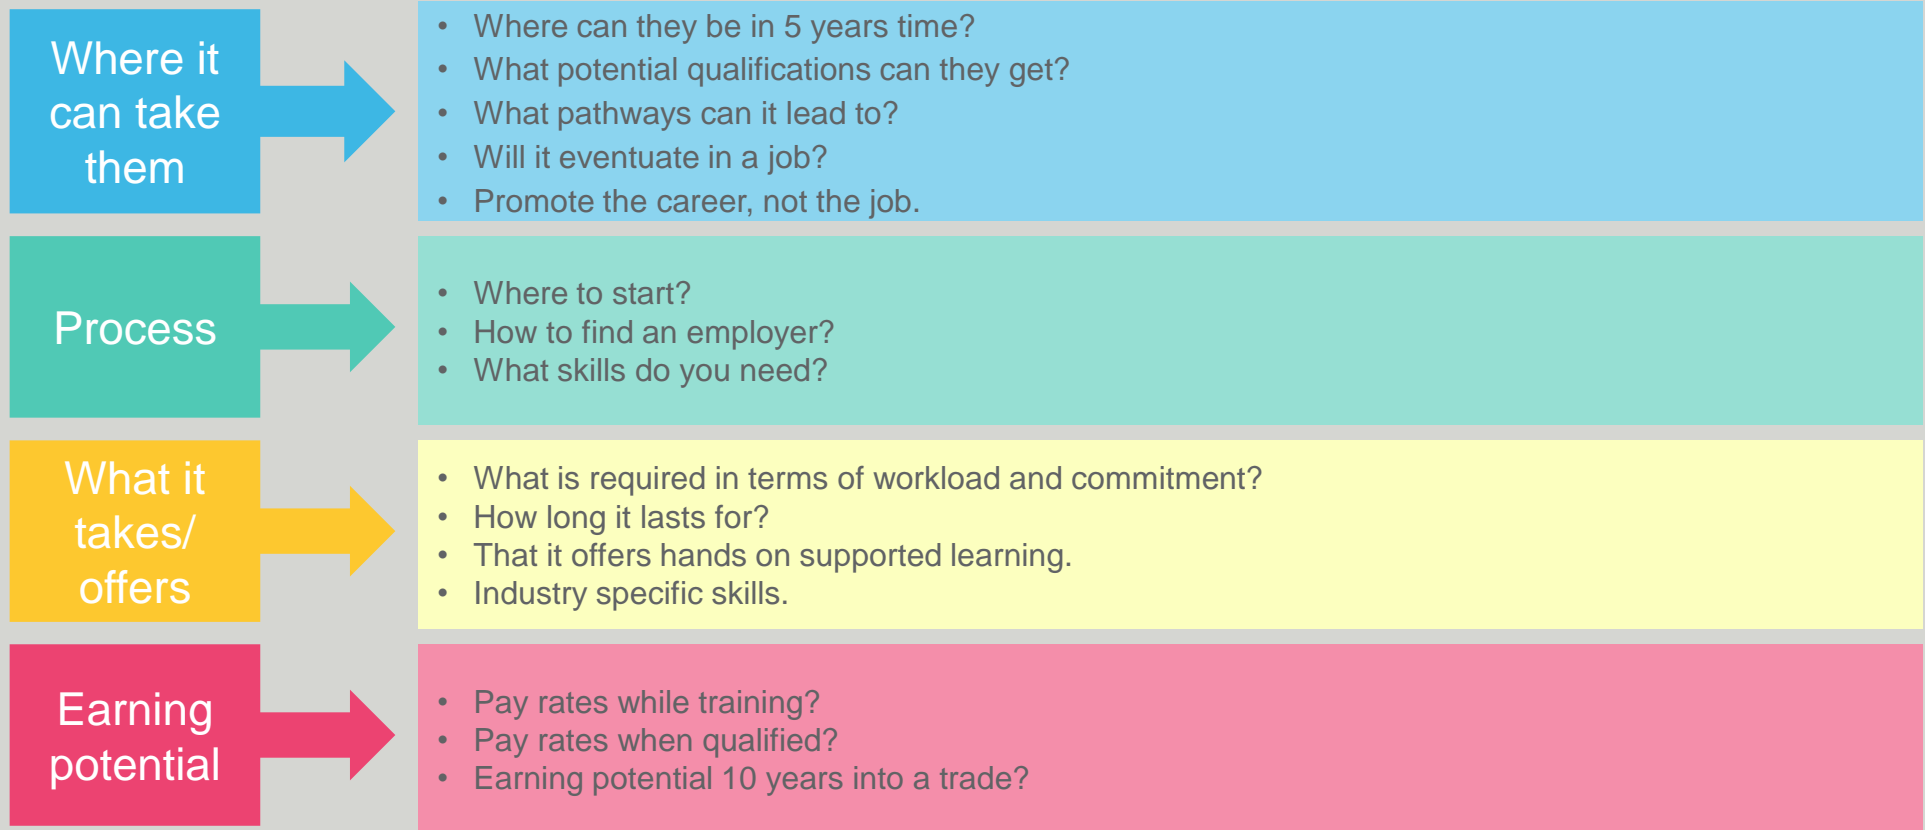 Where it
can take
them
• Where can they be in 5 years time?
• What potential qualifications can they get?
• What pathways can it lead to?
• Will it eventuate in a job?
• Promote the career, not the job.
Process
• Where to start?
• How to find an employer?
• What skills do you need?
What it
takes/
offers
• What is required in terms of workload and commitment?
• How long it lasts for?
• That it offers hands on supported learning.
• Industry specific skills.
Earning
potential
• Pay rates while training?
• Pay rates when qualified?
• Earning potential 10 years into a trade?